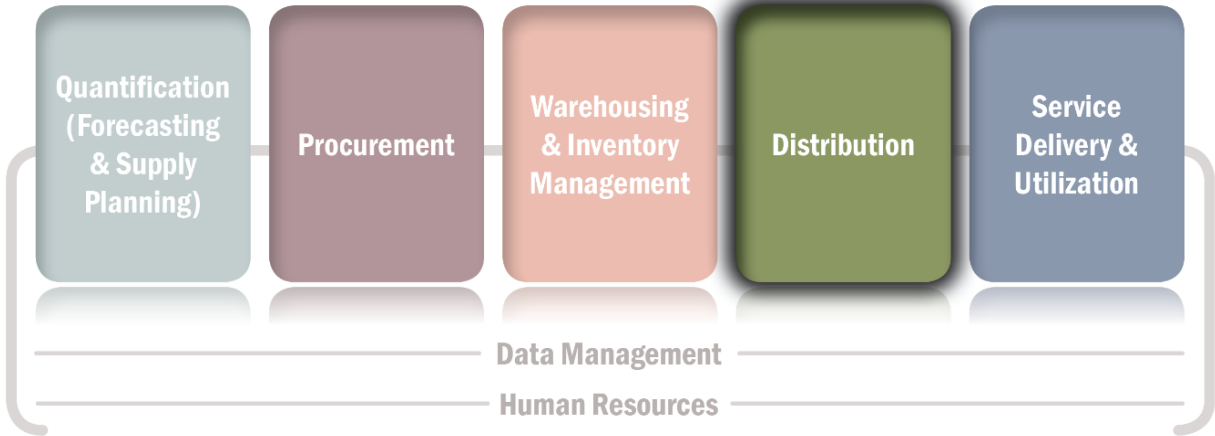 Quantification
(Forecasting
& Supply
Planning)
Procurement
Warehousing
& Inventory
Management
Distribution
Service
Delivery &
Utilization
Data Management
Human Resources